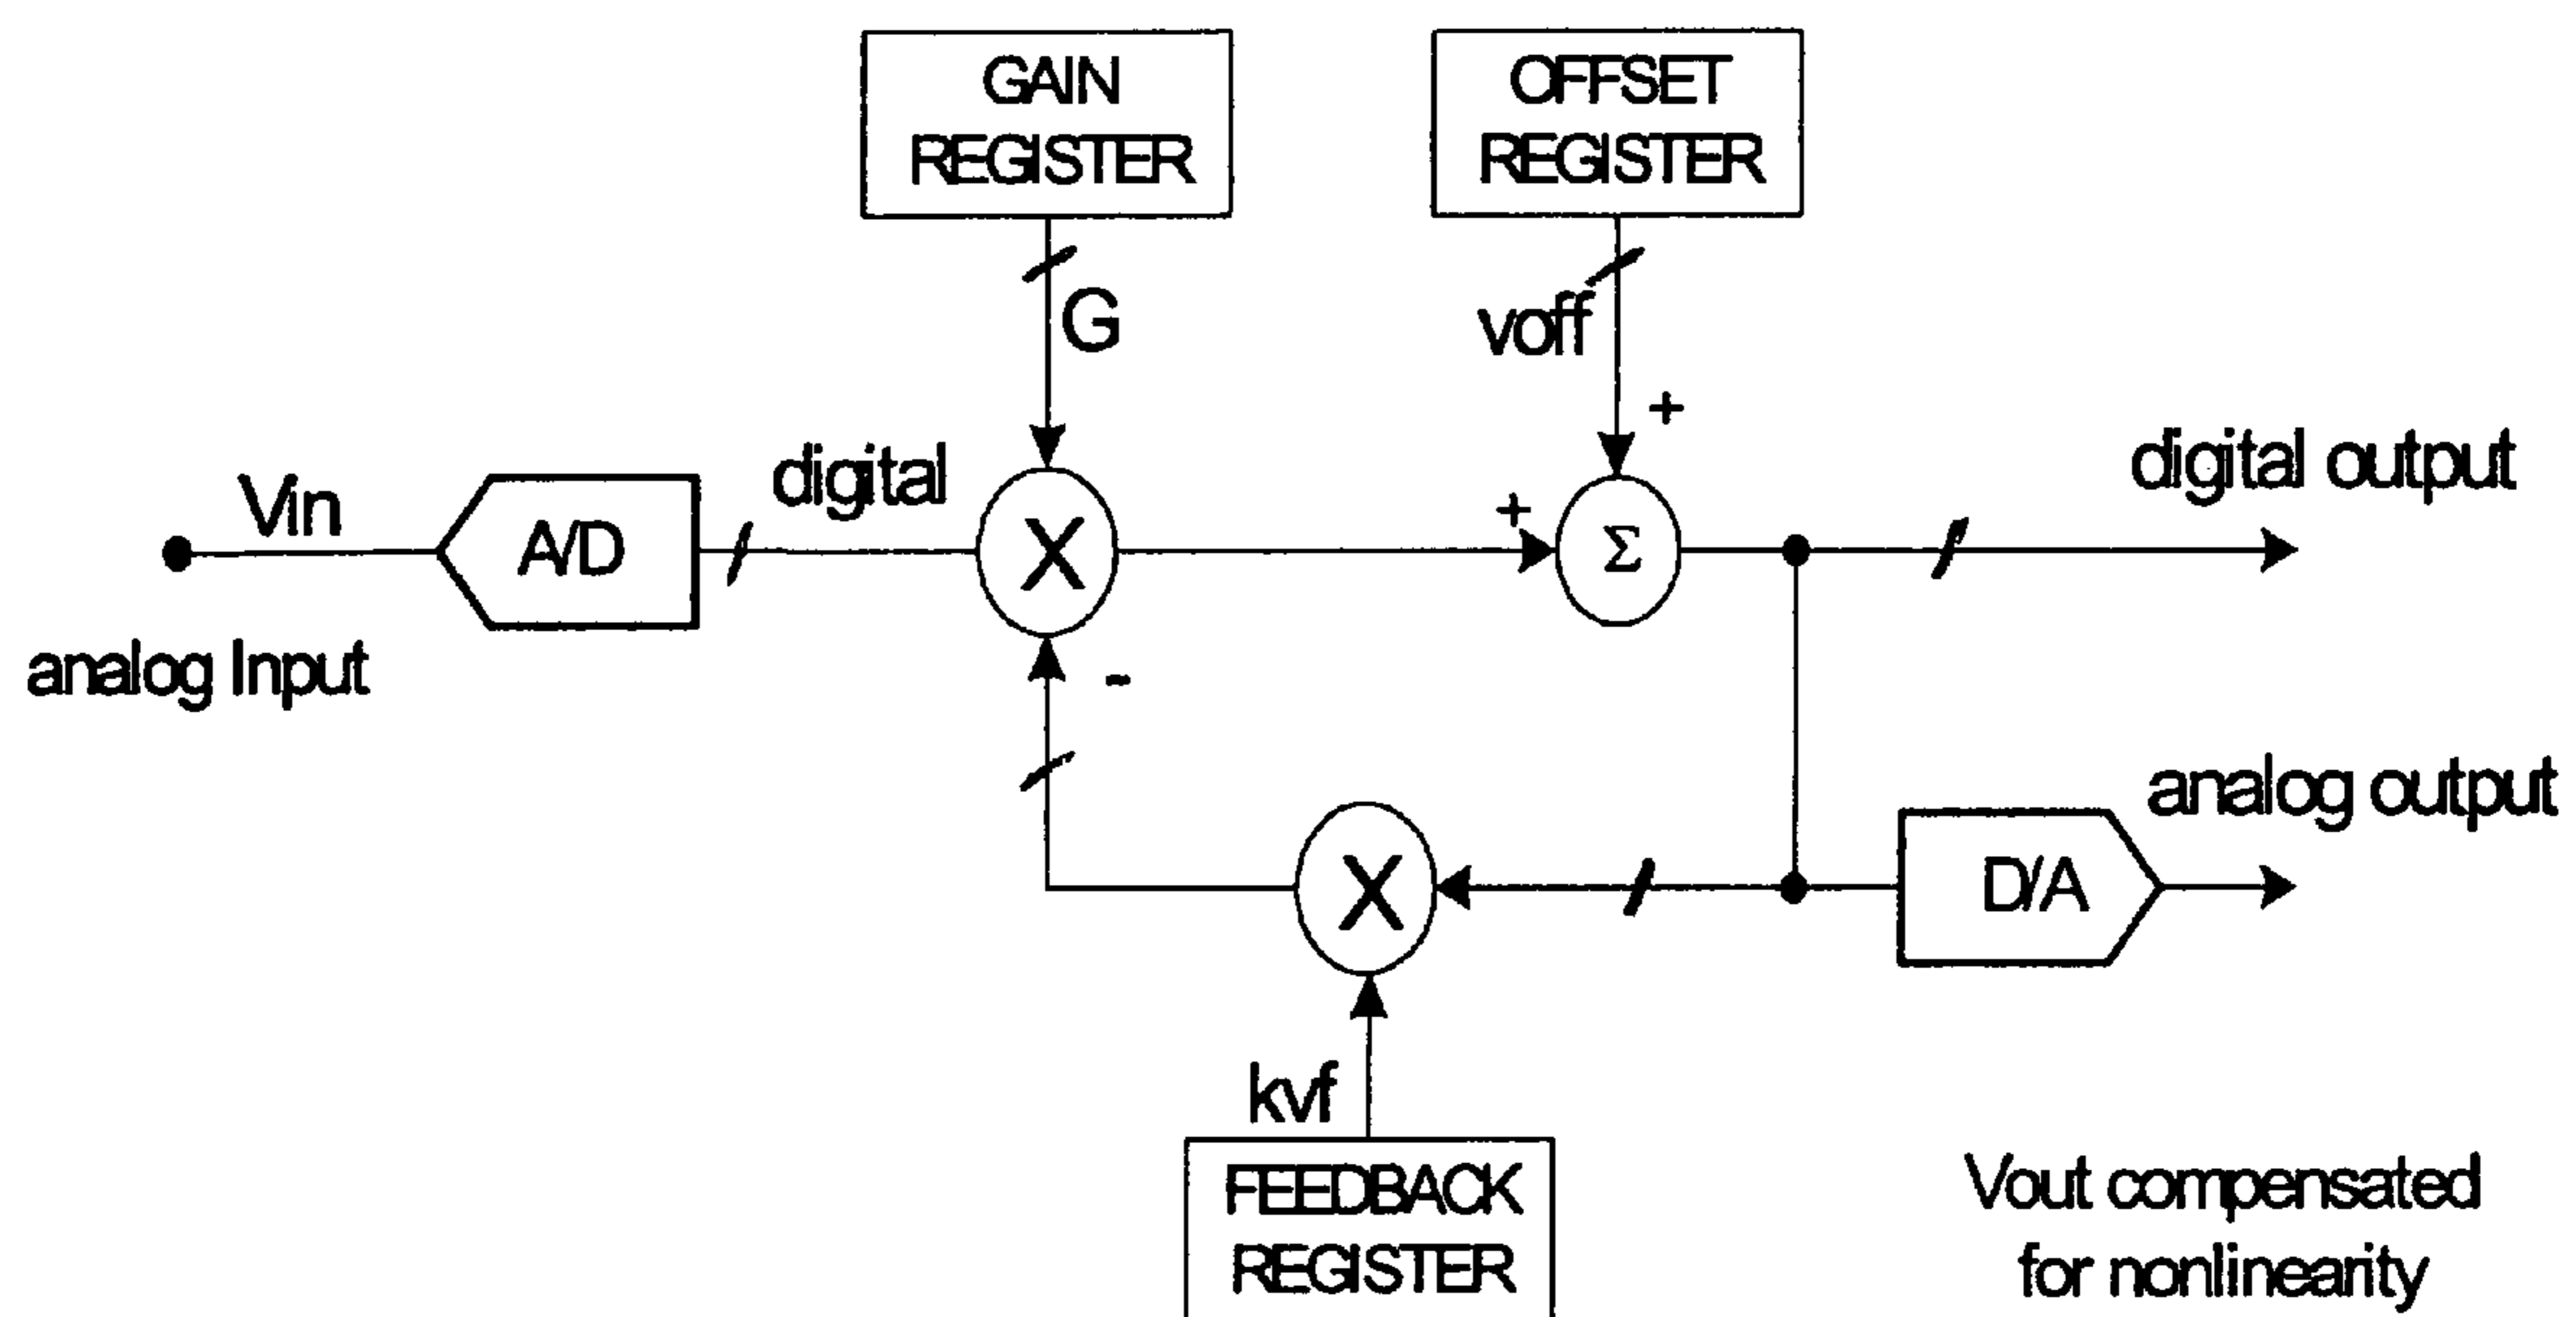 GAIN
REGISTER
OFFSET
REGISTER
G
voff
+
digital output
Vin
A/D
digital
X
+
Σ
analog Input
-
analog output
X
D/A
kvf
FEEDBACK
REGISTER
Vout compensated
for nonlinearity